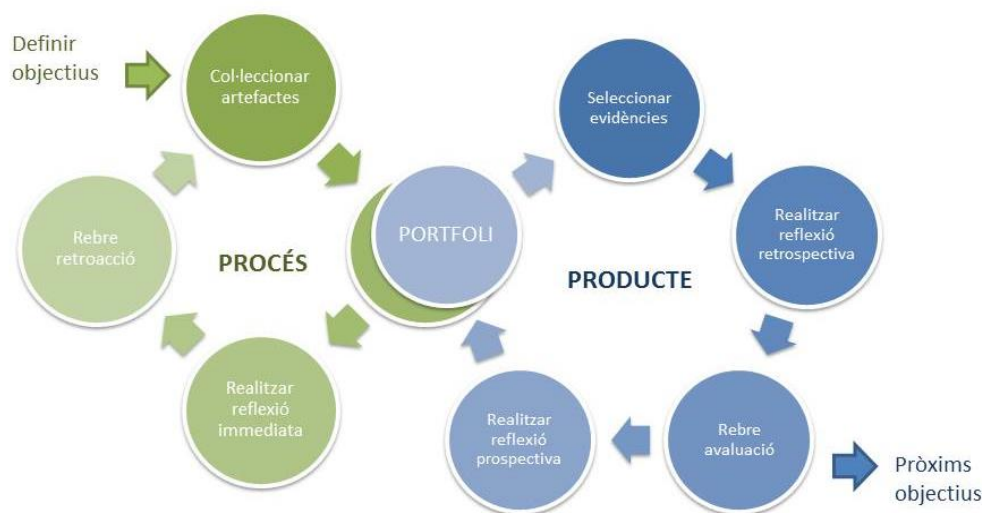 Definir
objectius
Col·leccionar
artefactes
Rebre
retroacció
PROCÉS
Realitzar
reflexió
immediata
PORTFOLI
Seleccionar
evidències
Realitzar
reflexió
retrospectiva
PRODUCTE
Rebre
avaluació
Realitzar
reflexió
prospectiva
Pròxims
objectius